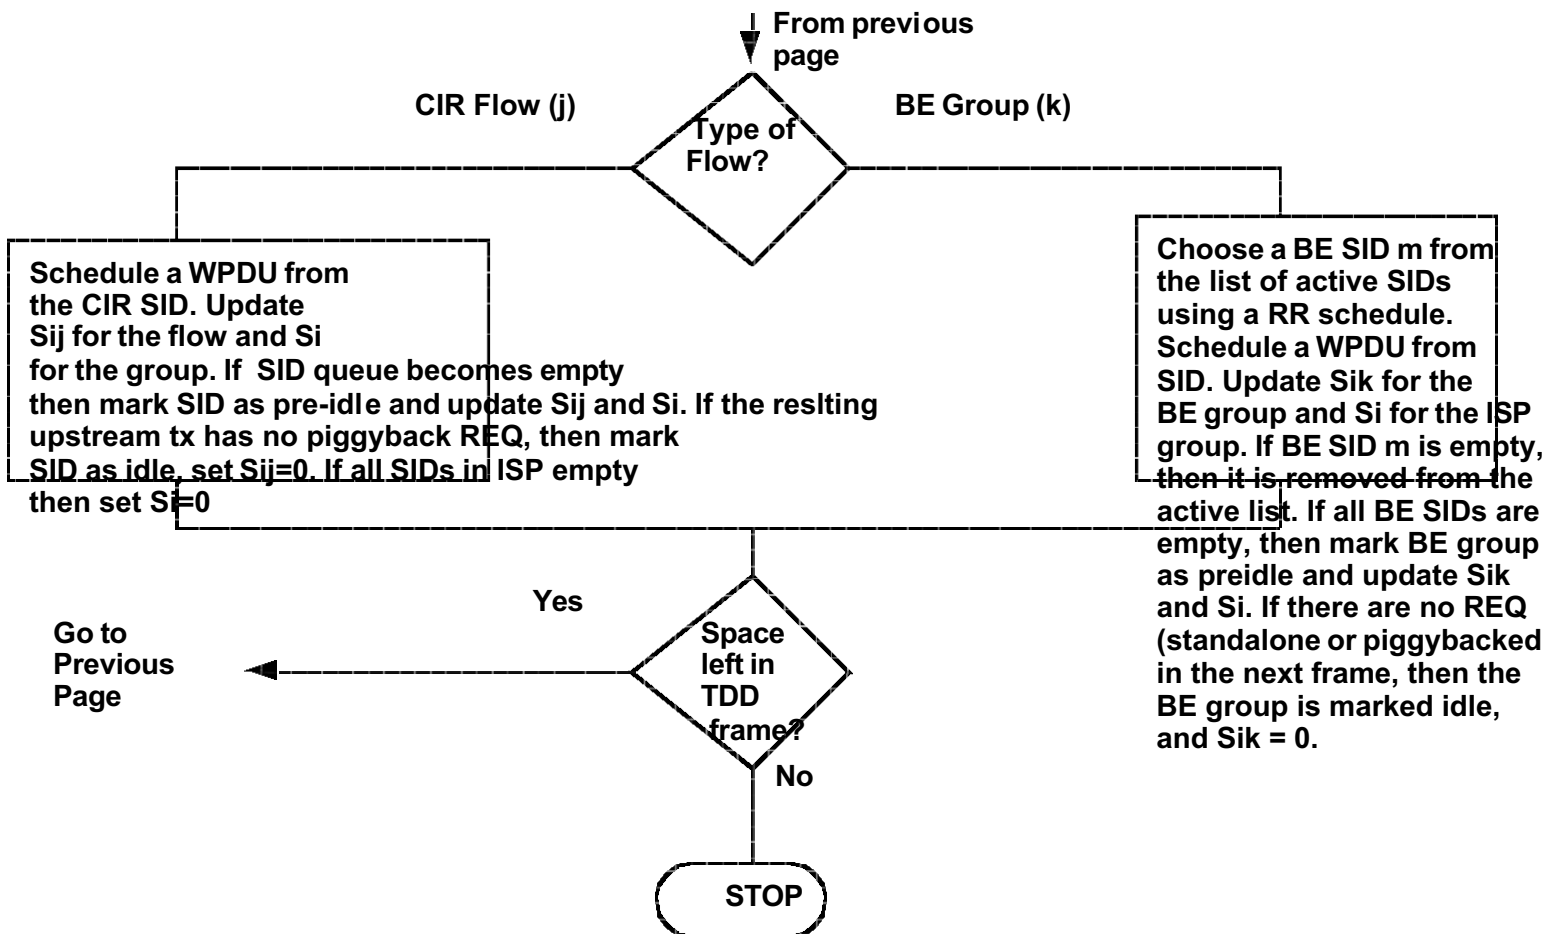 From previous
page
CIR Flow (j)
BE Group (k)
Type of
Flow?
Schedule a WPDU from
the CIR SID. Update
Sij for the flow and Si
for the group. If SID queue becomes empty
then mark SID as pre-idle and update Sij and Si. If the reslting
upstream tx has no piggyback REQ, then mark
SID as idle, set Sij=0. If all SIDs in ISP empty
then set Si=0
Choose a BE SID m from
the list of active SIDs
using a RR schedule.
Schedule a WPDU from
SID. Update Sik for the
BE group and Si for the ISP
group. If BE SID m is empty,
then it is removed from the
active list. If all BE SIDs are
empty, then mark BE group
as preidle and update Sik
and Si. If there are no REQ
(standalone or piggybacked
in the next frame, then the
BE group is marked idle,
and Sik = 0.
Yes
Go to
Previous
Page
Space
left in
TDD
frame?
No
STOP